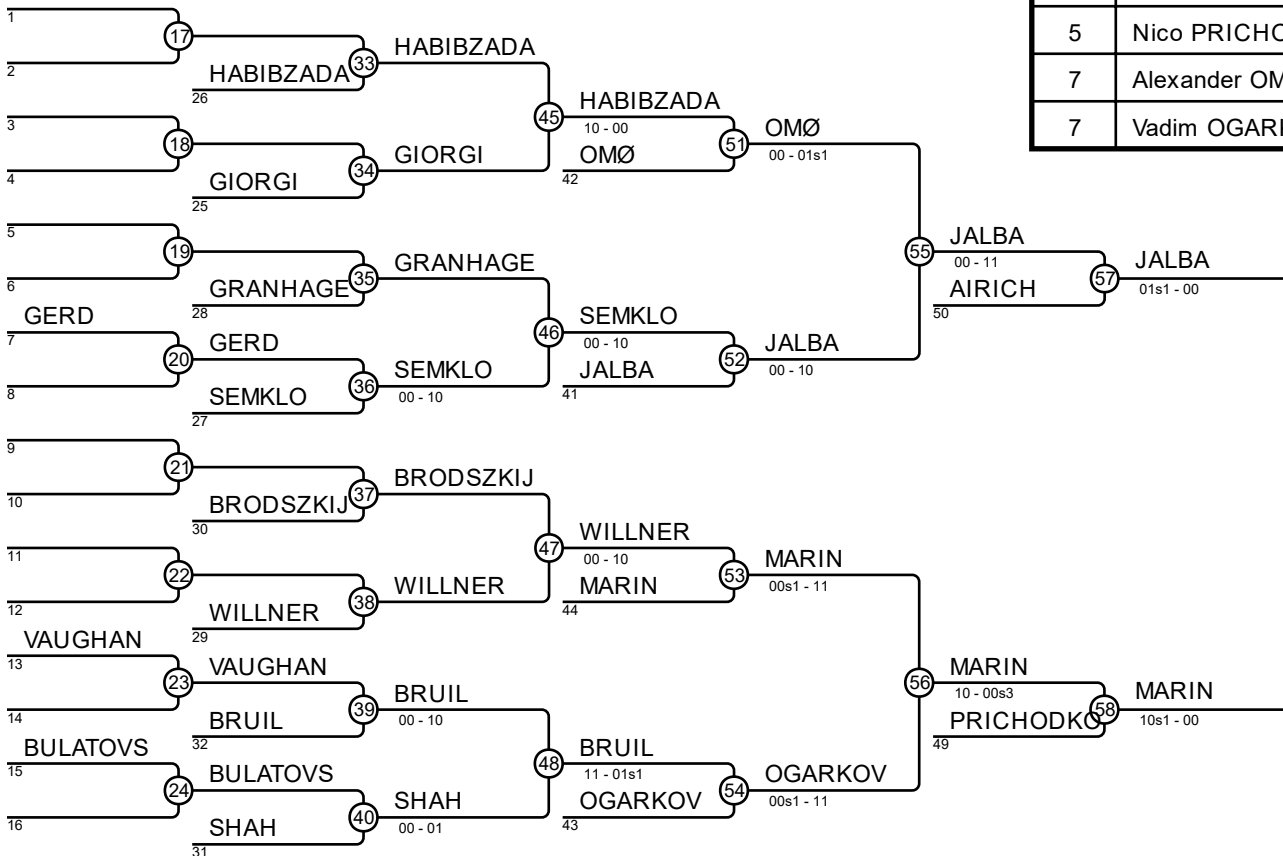 1
17
2
HABIBZADA
26
33
HABIBZADA
3
18
4
GIORGI
25
34
GIORGI
45
HABIBZADA
10 - 00
OMØ
42
51
OMØ
00 - 01s1
5
19
6
GRANHAGE
28
35
GRANHAGE
GERD
7
20
8
GERD
SEMKLO
27
36
SEMKLO
00 - 10
46
SEMKLO
00 - 10
JALBA
41
52
JALBA
00 - 10
55
JALBA
00 - 11
AIRICH
50
57
JALBA
01s1 - 00
9
21
10
BRODSZKIJ
30
37
BRODSZKIJ
11
22
12
WILLNER
29
38
WILLNER
47
WILLNER
00 - 10
MARIN
44
53
MARIN
00s1 - 11
VAUGHAN
13
23
14
VAUGHAN
BRUIL
32
39
BRUIL
00 - 10
BULATOVS
15
24
16
BULATOVS
SHAH
31
40
SHAH
00 - 01
48
BRUIL
11 - 01s1
OGARKOV
43
54
OGARKOV
00s1 - 11
56
MARIN
10 - 00s3
PRICHODKO
49
58
MARIN
10s1 - 00
5 Nico
7 Alexander
7 Vadim